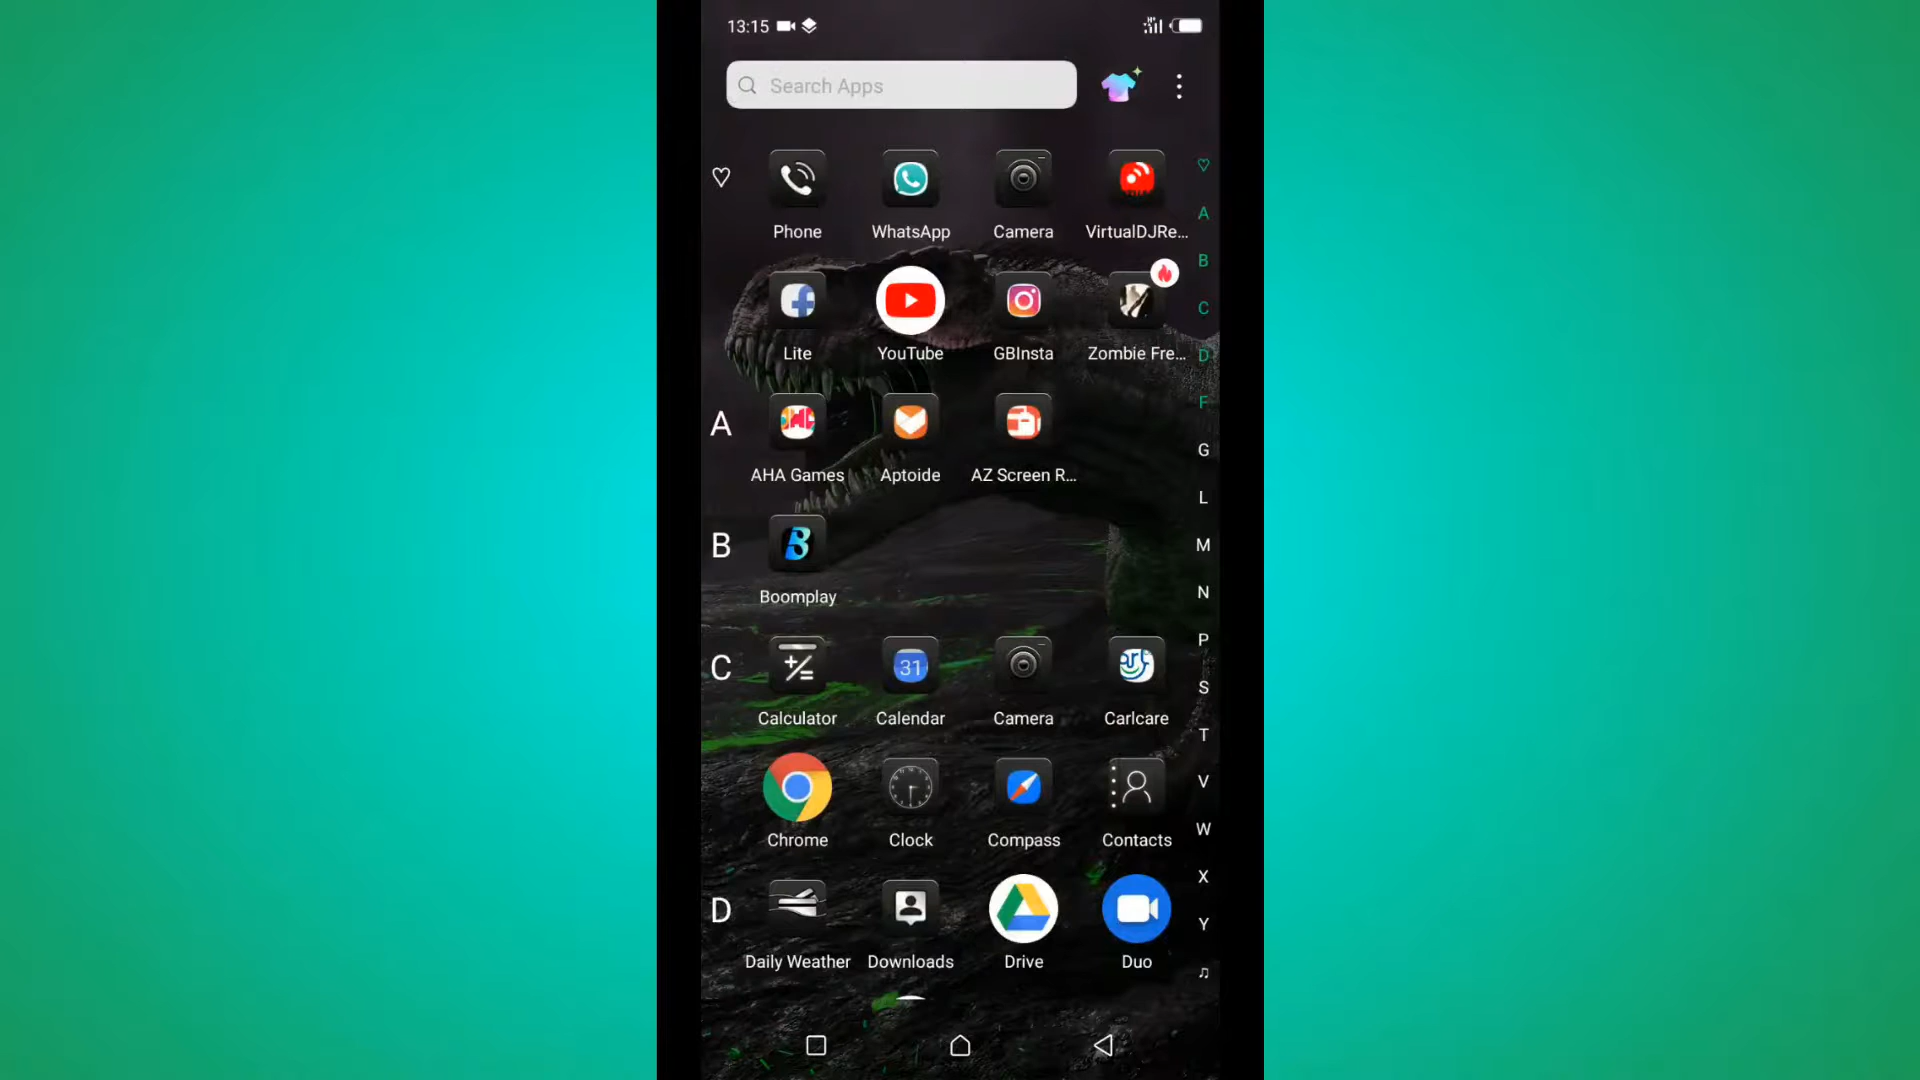 13:15
Search Apps
Phone WhatsApp Camera VirtualDJRe...
Lite YouTube GBInsta Zombie Fre...
A
AHA Games Aptoide AZ Screen R...
B
Boomplay
C
31
Calculator Calendar Camera Carlcare
Chrome Clock Compass Contacts
D
Daily Weather Downloads Drive Duo
A
B
C
D
F
G
L
M
N
P
S
T
V
W
X
Y